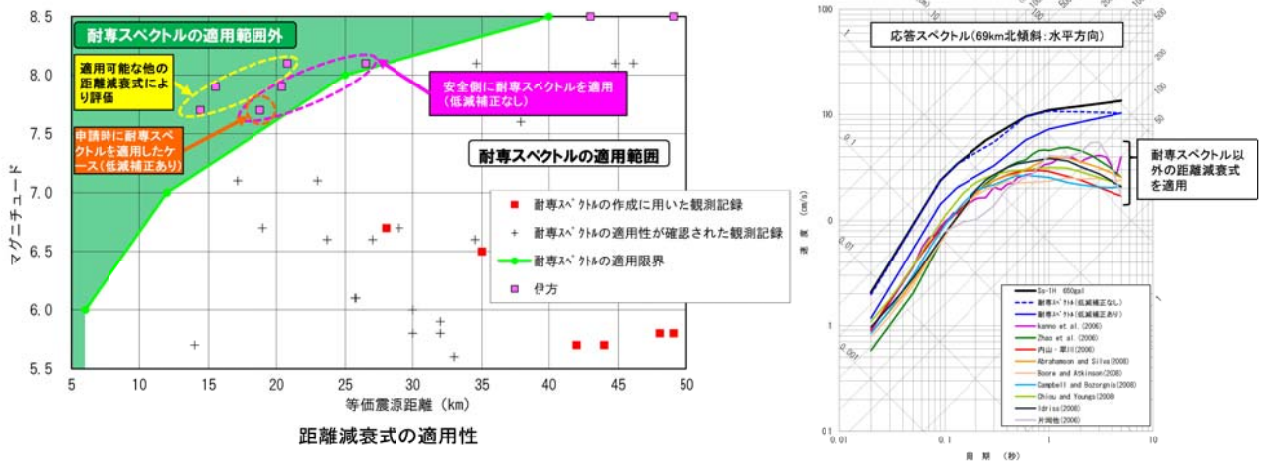 8.5
8.0
7.5
7.0
6.5
6.0
5.5
マグニチュード
耐専スペクトルの適用範囲外
適用可能な他の
距離減衰式によ
り評価
申請時に耐専スペ
クトルを適用したケ
ース(低減補正あり)
安全側に耐専スペクトルを適用
(低減補正なし)
耐専スペクトルの適用範囲
耐専スペクトルの作成に用いた観測記録
耐専スペクトルの適用性が確認された観測記録
耐専スペクトルの適用限界
伊方
5 10 15 20 25 30 35 40 45 50
等価震源距離 (km)
距離減衰式の適用性
応答スペクトル(69km北傾斜:水平方向)
耐専スペクトル以
外の距離減衰式
を適用
速 度 (cm/s)
Ss-1H 650gal
耐専スペクトル(低減補正なし)
耐専スペクトル(低減補正あり)
kanno et al.(2006)
Zhao et al.(2006)
内山・翠川(2006)
Abrahamson and Silva(2008)
Boore and Atkinson(2008)
Campbell and Bozorgnia(2008)
Chiou and Youngs(2008
Idriss(2008)
片岡他(2006)
0.01 0.1 1 10
周 期 (秒)